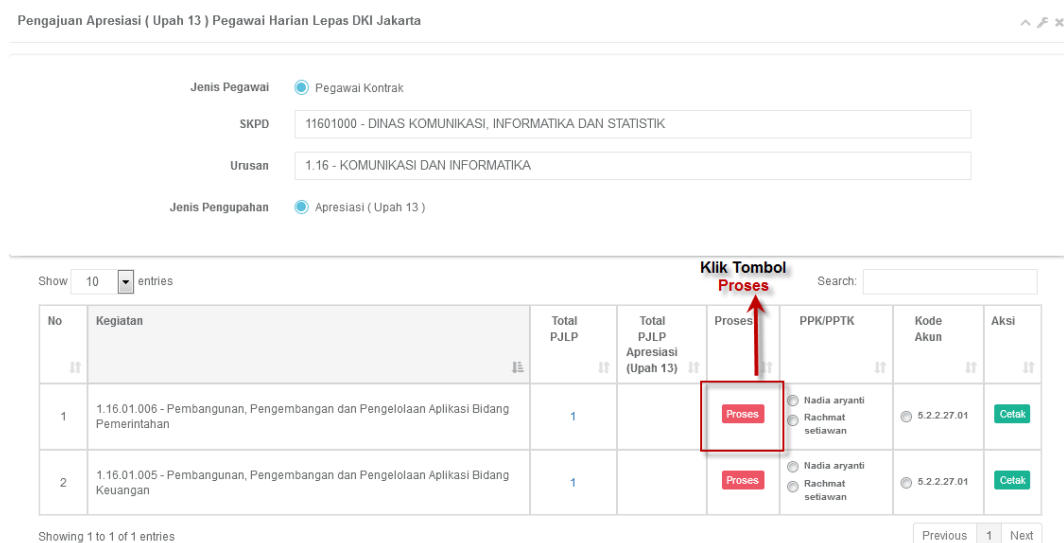 Pengajuan Apresiasi ( Upah 13 ) Pegawai Harian Lepas DKI Jakarta
Jenis Pegawai Pegawai Kontrak
SKPD 11601000 - DINAS KOMUNIKASI, INFORMATIKA DAN STATISTIK
Urusan 1.16 - KOMUNIKASI DAN INFORMATIKA
Jenis Pengupahan Apresiasi ( Upah 13 )
Klik Tombol
Proses
Show 10 entries Search:
No Kegiatan Total PJLP Total PJLP Apresiasi (Upah 13) Proses PPK/PPTK Kode Akun Aksi
1 1.16.01.006 - Pembangunan, Pengembangan dan Pengelolaan Aplikasi Bidang
Pemerintahan 1 Proses Nadia aryanti
Rachmat
setiawan 5.2.2.27.01 Cetak
2 1.16.01.005 - Pembangunan, Pengembangan dan Pengelolaan Aplikasi Bidang
Keuangan 1 Proses Nadia aryanti
Rachmat
setiawan 5.2.2.27.01 Cetak
Showing 1 to 1 of 1 entries Previous 1 Next